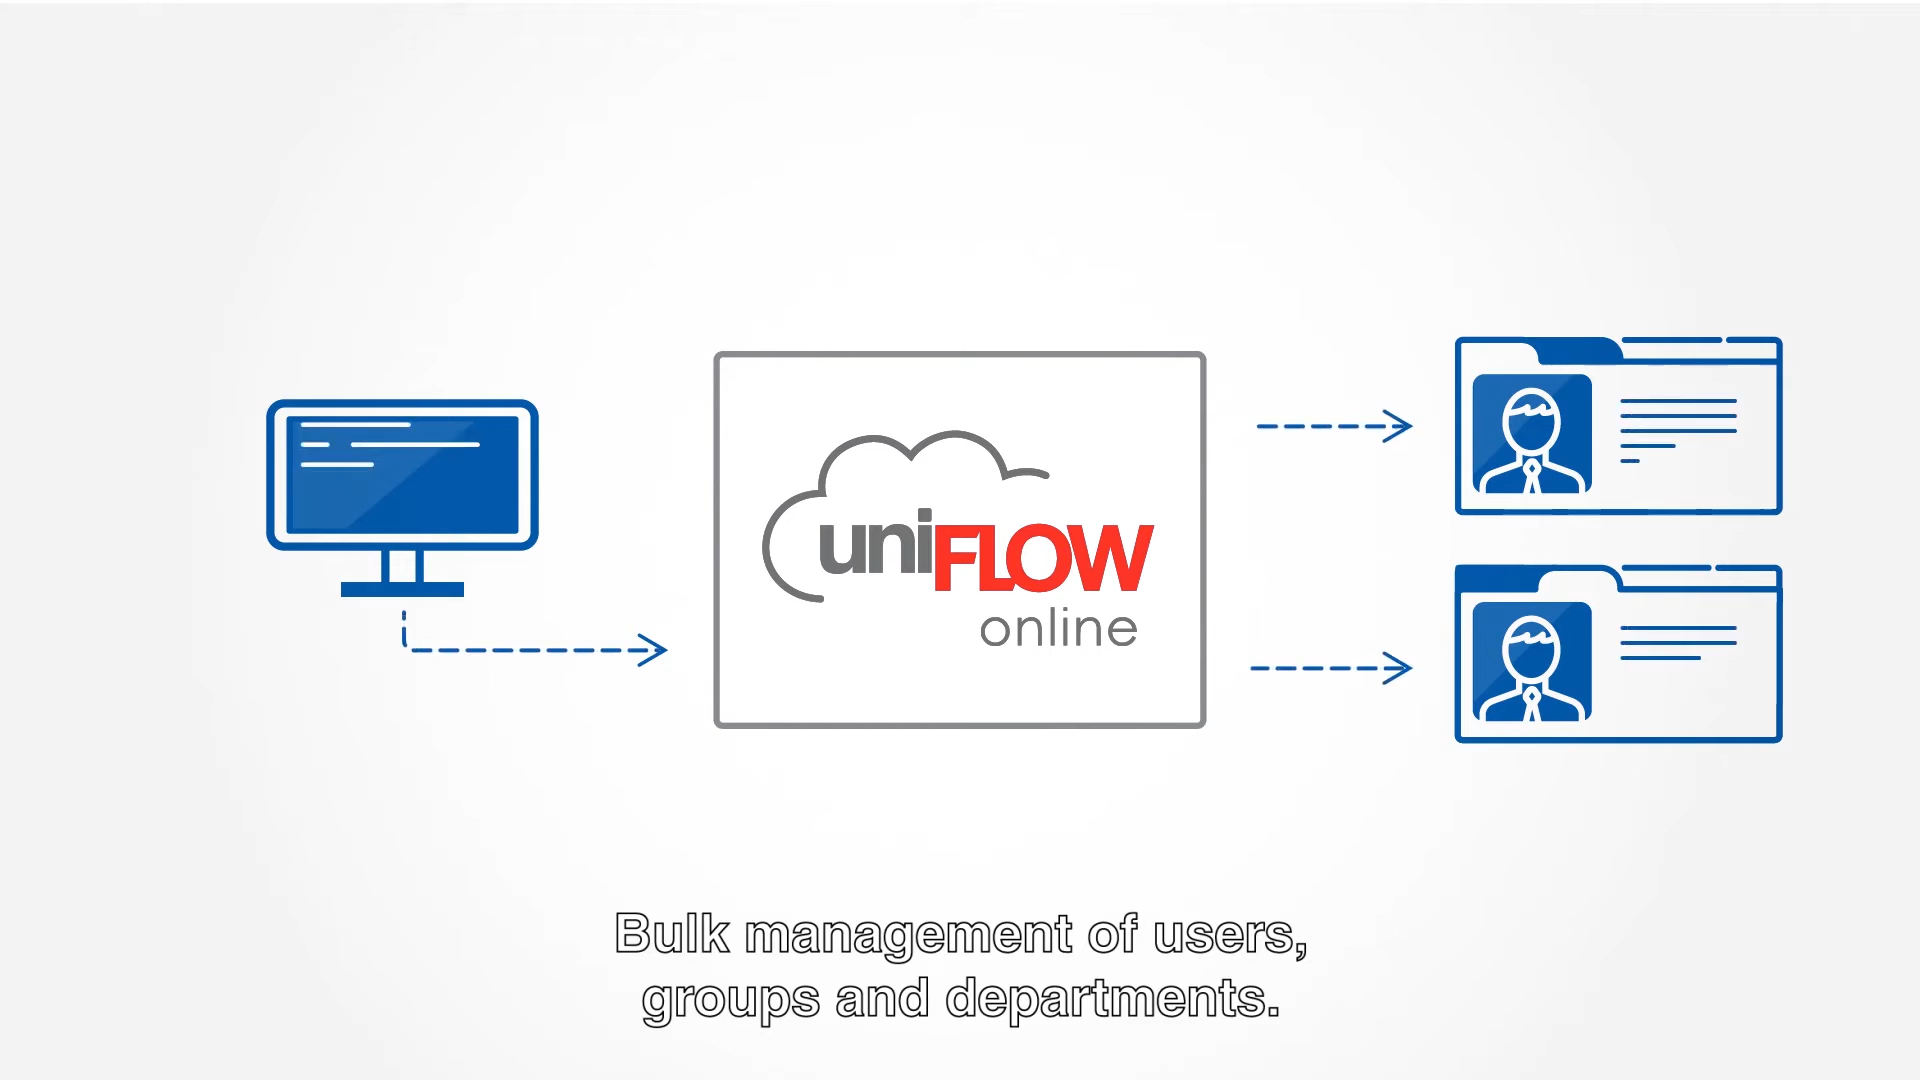 uniFLOW
online
Bulk management of users,
groups and departments.